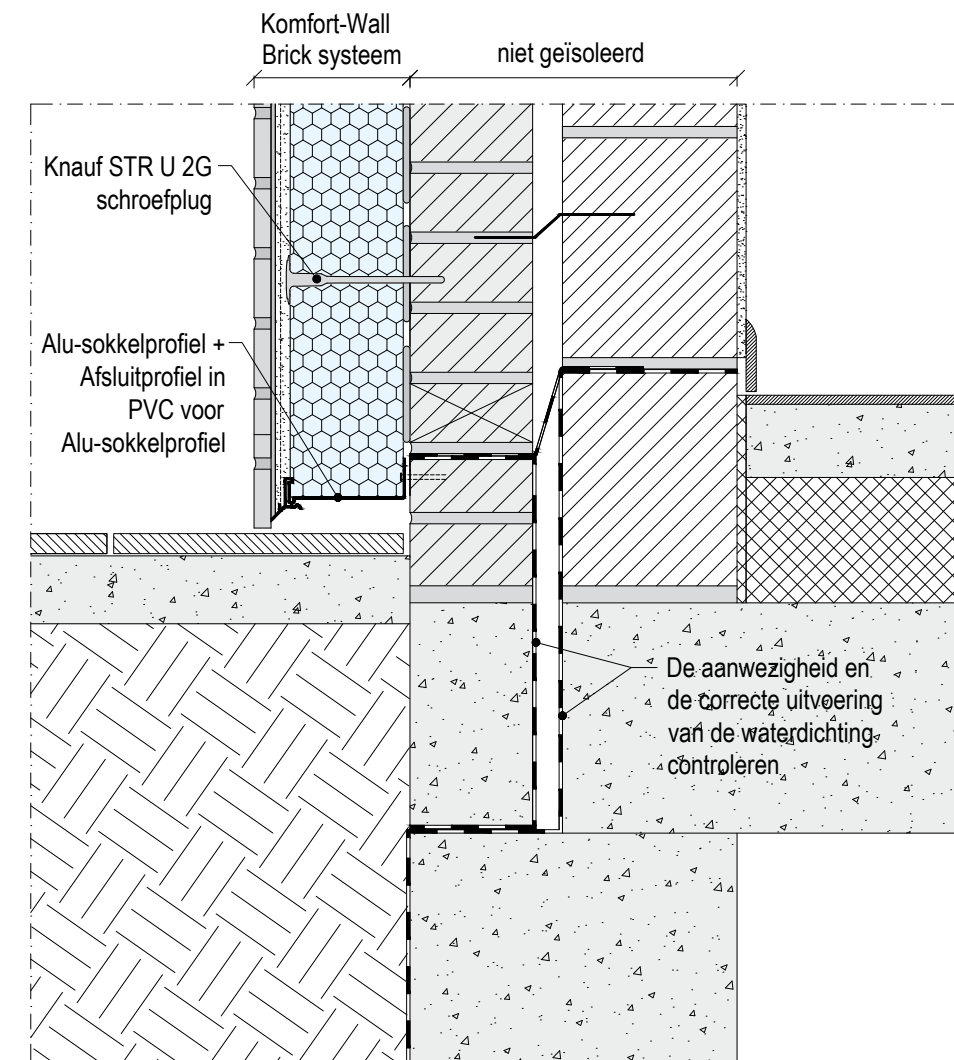 Komfort-Wall
Brick systeem
niet geïsoleerd
Knauf STR U 2G
schroefplug
Alu-sokkelprofiel +
Afsluitprofiel in
PVC voor
Alu-sokkelprofiel
De aanwezigheid en
de correcte uitvoering
van de waterdichting
controleren